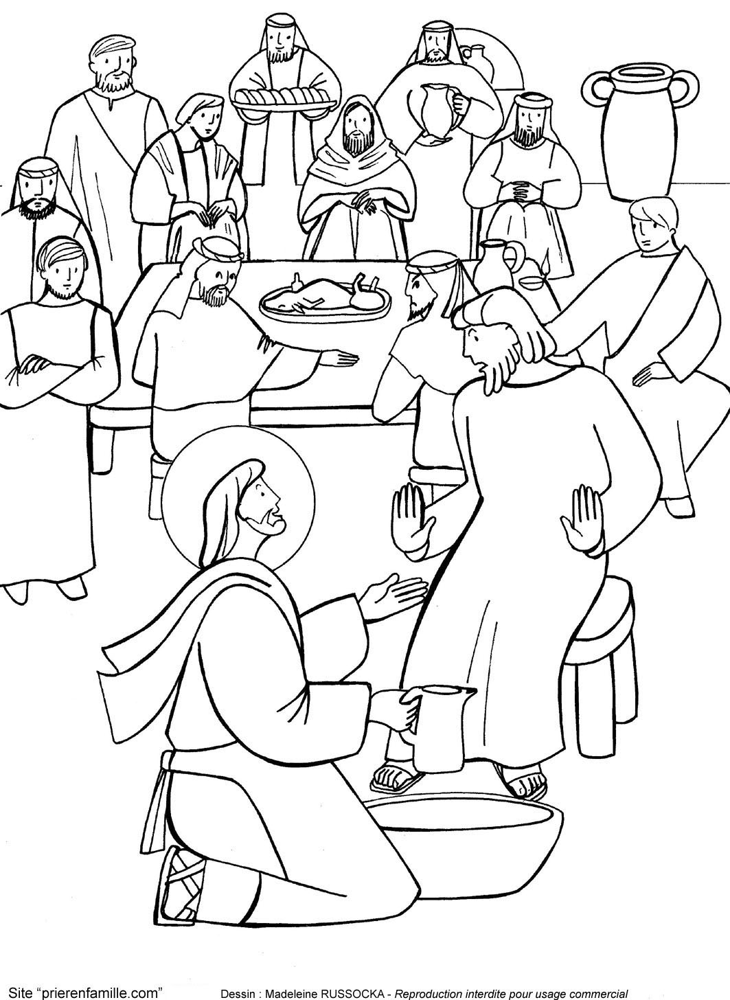 Site “prierenfamille.com” Dessin : Madeleine RUSSOCKA - Reproduction interdite pour usage commercial